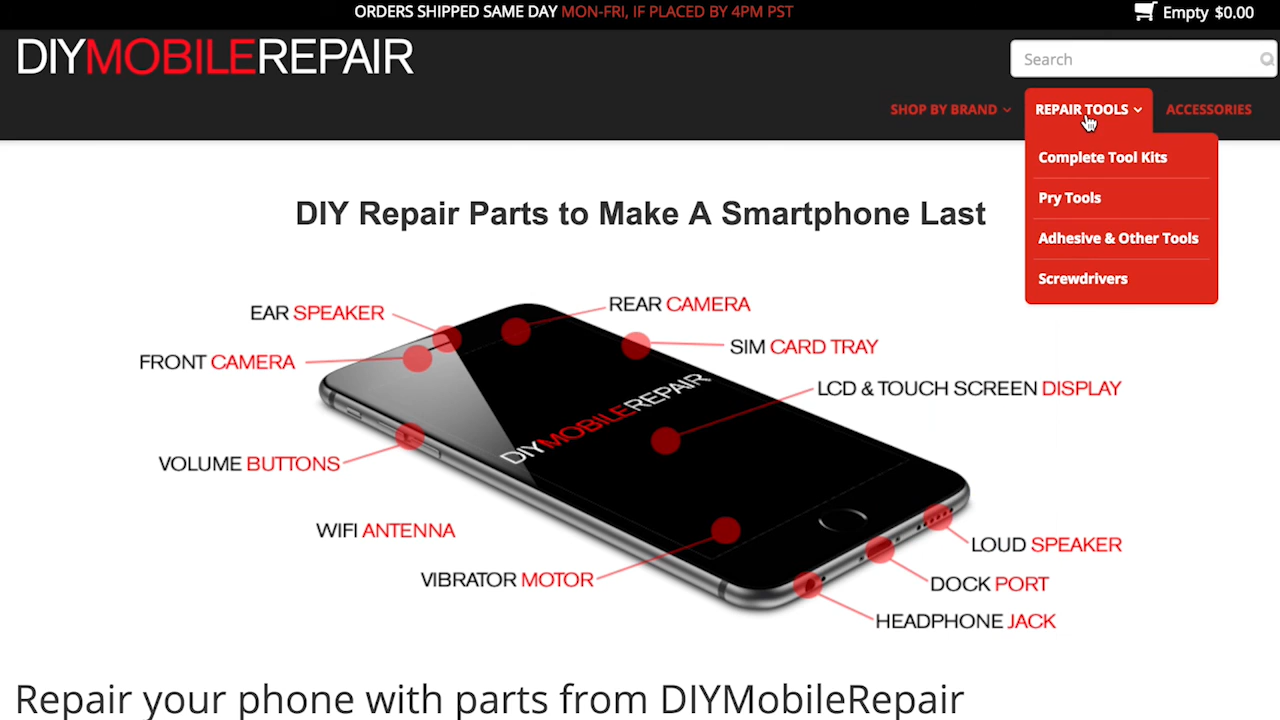 ORDERS SHIPPED SAME DAY MON-FRI, IF PLACED BY 4PM PST
Empty $0.00
DIYMOBILEREPAIR
Search
SHOP BY BRAND
REPAIR TOOLS
ACCESSORIES
Complete Tool Kits
Pry Tools
Adhesive & Other Tools
Screwdrivers
DIY Repair Parts to Make A Smartphone Last
EAR SPEAKER
REAR CAMERA
FRONT CAMERA
SIM CARD TRAY
LCD & TOUCH SCREEN DISPLAY
DIYMOBILEREPAIR
VOLUME BUTTONS
WIFI ANTENNA
LOUD SPEAKER
VIBRATOR MOTOR
DOCK PORT
HEADPHONE JACK
Repair your phone with parts from DIYMobileRepair